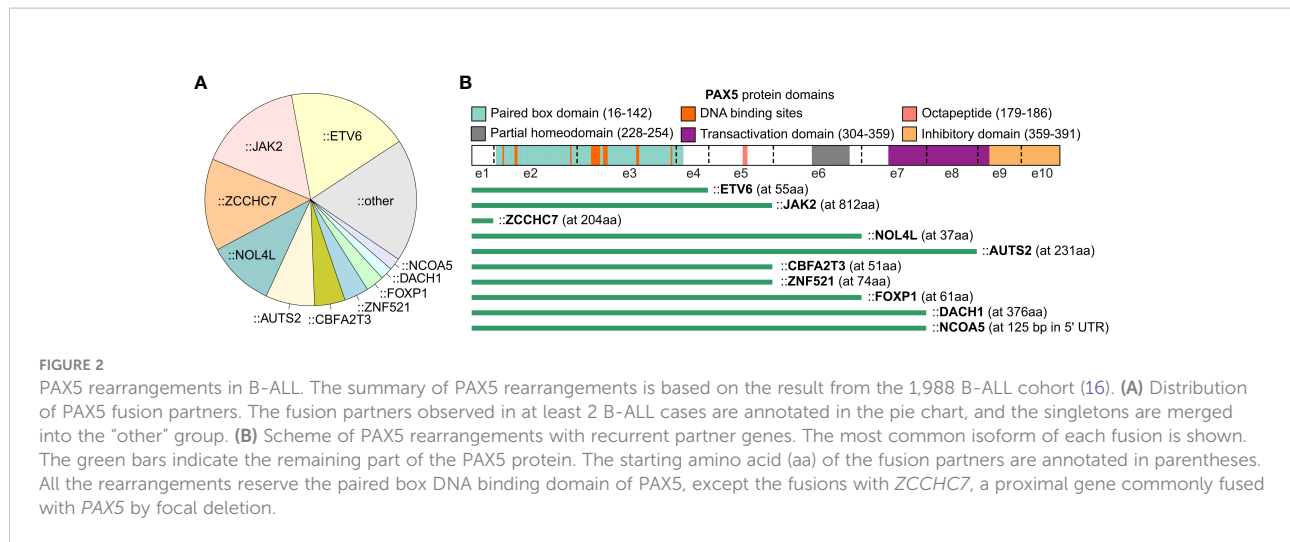 A
::ETV6
::JAK2
::ZCCHC7
::other
::NOL4L
::NCOA5
::DACH1
::FOXP1
::ZNF521
::AUTS2
::CBFA2T3
B
PAX5 protein domains
Paired box domain (16-142)
DNA binding sites
Octapeptide (179-186)
Partial homeodomain (228-254)
Transactivation domain (304-359)
Inhibitory domain (359-391)
e1 e2 e3 e4 e5 e6 e7 e8 e9 e10
::ETV6 (at 55aa)
::JAK2 (at 812aa)
::ZCCHC7 (at 204aa)
::NOL4L (at 37aa)
::AUTS2 (at 231aa)
::CBFA2T3 (at 51aa)
::ZNF521 (at 74aa)
::FOXP1 (at 61aa)
::DACH1 (at 376aa)
::NCOA5 (at 125 bp in 5' UTR)
FIGURE 2
PAX5 rearrangements in B-ALL. The summary of PAX5 rearrangements is based on the result from the 1,988 B-ALL cohort (16). (A) Distribution
of PAX5 fusion partners. The fusion partners observed in at least 2 B-ALL cases are annotated in the pie chart, and the singletons are merged
into the “other” group. (B) Scheme of PAX5 rearrangements with recurrent partner genes. The most common isoform of each fusion is shown.
The green bars indicate the remaining part of the PAX5 protein. The starting amino acid (aa) of the fusion partners are annotated in parentheses.
All the rearrangements reserve the paired box DNA binding domain of PAX5, except the fusions with ZCCHC7, a proximal gene commonly fused
with PAX5 by focal deletion.